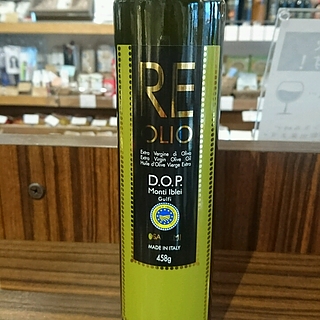 RE
OLIO
Extra Vergine di Oliva
Extra Virgin Olive Oil
Huile d'Olive Vierge Extra
D.O.P.
Monti Iblei
Gulfi
MADE IN ITALY
458g